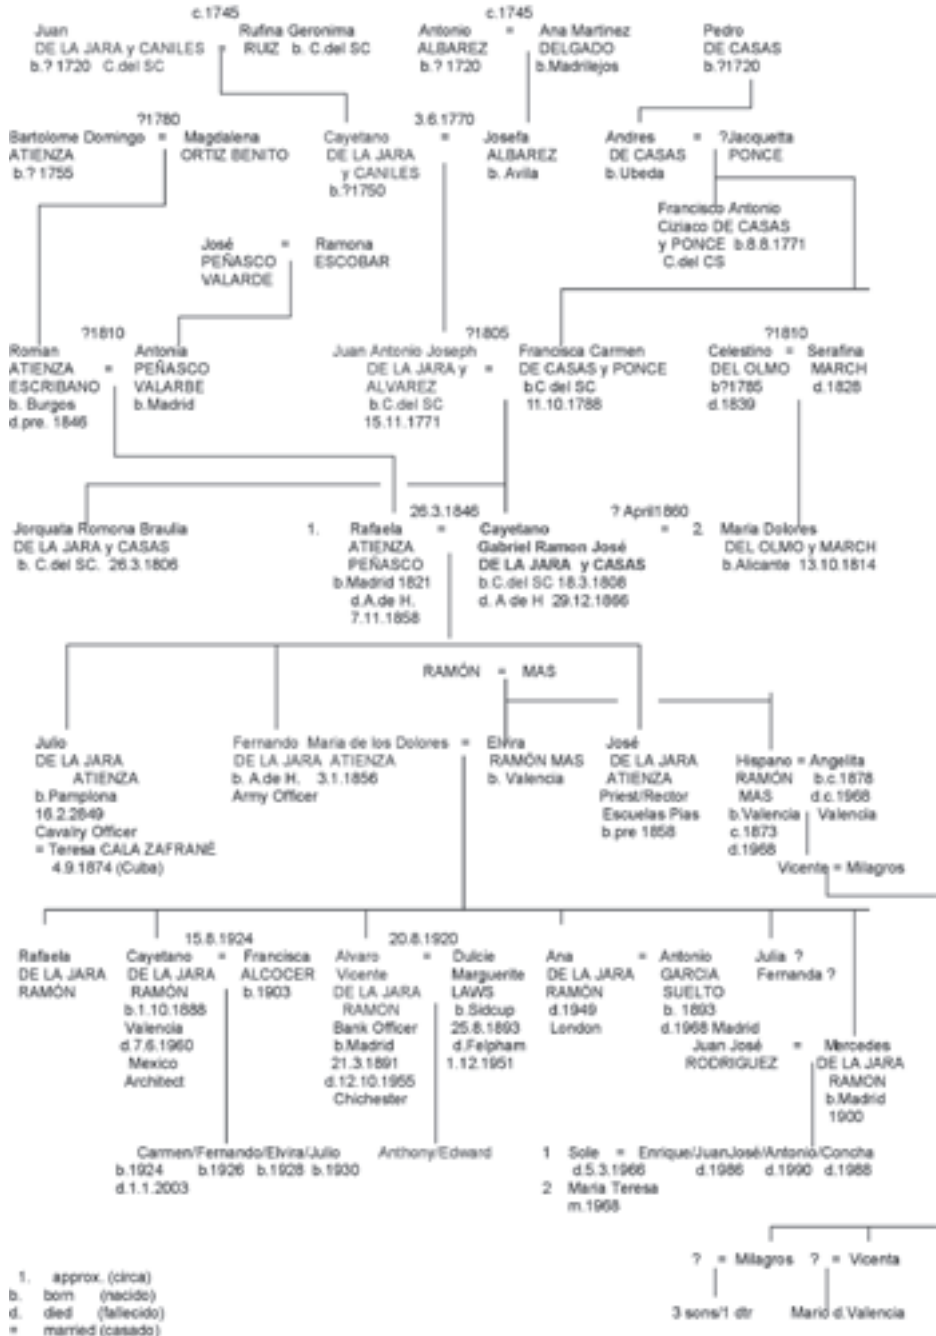 c.1745
c.1745
Juan
DE LA JARA y CANILES =
b.? 1720 C.del SC
Rufina Geronima
RUIZ b. C.del SC
Antonio =
ALBAREZ
b.? 1720
Ana Martinez
DELGADO
b.Madrilejos
Pedro
DE CASAS
b.?1720
?1780
Bartolome Domingo =
ATIENZA
b.? 1755
Magdalena
ORTIZ BENITO
3.6.1770
Cayetano =
DE LA JARA
y CANILES
b.?1750
Josefa
ALBAREZ
b. Avila
Andres =
DE CASAS
b.Ubeda
?Jacquetta
PONCE
Francisco Antonio
Ciziaco DE CASAS
y PONCE b.8.8.1771
C.del CS
José =
PEÑASCO
VALARDE
Ramona
ESCOBAR
?1810
Roman
ATIENZA =
ESCRIBANO
b. Burgos
d.pre. 1846
Antonia
PEÑASCO
VALARBE
b.Madrid
?1805
Juan Antonio Joseph
DE LA JARA y =
ALVAREZ
b.C.del SC
15.11.1771
Francisca Carmen
DE CASAS y PONCE
b.C del SC
11.10.1788
?1810
Celestino =
DEL OLMO
b?1785
d.1839
Serafina
MARCH
d.1828
Jorquata Romona Braulia
DE LA JARA y CASAS
b. C.del SC. 26.3.1806
26.3.1846
1. Rafaela =
ATIENZA
PEÑASCO
b.Madrid 1821
d.A.de H.
7.11.1858
? April1860
Cayetano = 2.
Gabriel Ramon José
DE LA JARA y CASAS
b.C.del SC 18.3.1808
d. A de H 29.12.1866
Maria Dolores
DEL OLMO y MARCH
b.Alicante 13.10.1814
RAMÓN = MAS
Julio
DE LA JARA
ATIENZA
b.Pamplona
16.2.2849
Cavalry Officer
= Teresa CALA ZAFRANÉ
4.9.1874 (Cuba)
Fernando Maria de los Dolores =
DE LA JARA ATIENZA
b. A.de H. 3.1.1856
Army Officer
Elvira
RAMÓN MAS
b. Valencia
José
DE LA JARA
ATIENZA
Priest/Rector
Escuelas Pias
b.pre 1858
Hispano =
RAMÓN
MAS
b.Valencia
c.1873
d.1968
Angelita
b.c.1878
d.c.1968
Valencia
Vicente = Milagros
Rafaela
DE LA JARA
RAMÓN
15.8.1924
Cayetano =
DE LA JARA
RAMÓN
b.1.10.1888
Valencia
d.7.6.1960
Mexico
Architect
Francisca
ALCOCER
b.1903
20.8.1920
Alvaro =
Vicente
DE LA JARA
RAMON
Bank Officer
b.Madrid
21.3.1891
d.12.10.1955
Chichester
Dulcie
Marguerite
LAWS
b.Sidcup
25.8.1893
d.Felpham
1.12.1951
Ana =
DE LA JARA
RAMÓN
d.1949
London
Antonio
GARCIA
SUELTO
b. 1893
d.1968 Madrid
Julia ?
Fernanda ?
Juan José =
RODRIGUEZ
Mercedes
DE LA JARA
RAMON
b.Madrid
1900
Carmen/Fernando/Elvira/Julio
b.1924 b.1926 b.1928 b.1930
d.1.1.2003
Anthony/Edward
1 Sole = Enrique/JuanJosé/Antonio/Concha
d.5.3.1966 d.1986 d.1990 d.1988
2 Maria Teresa
m.1968
? = Milagros
? = Vicenta
3 sons/1 dtr
Mario d.Valencia
1. approx. (circa)
b. born (nacido)
d. died (fallecido)
= married (casado)